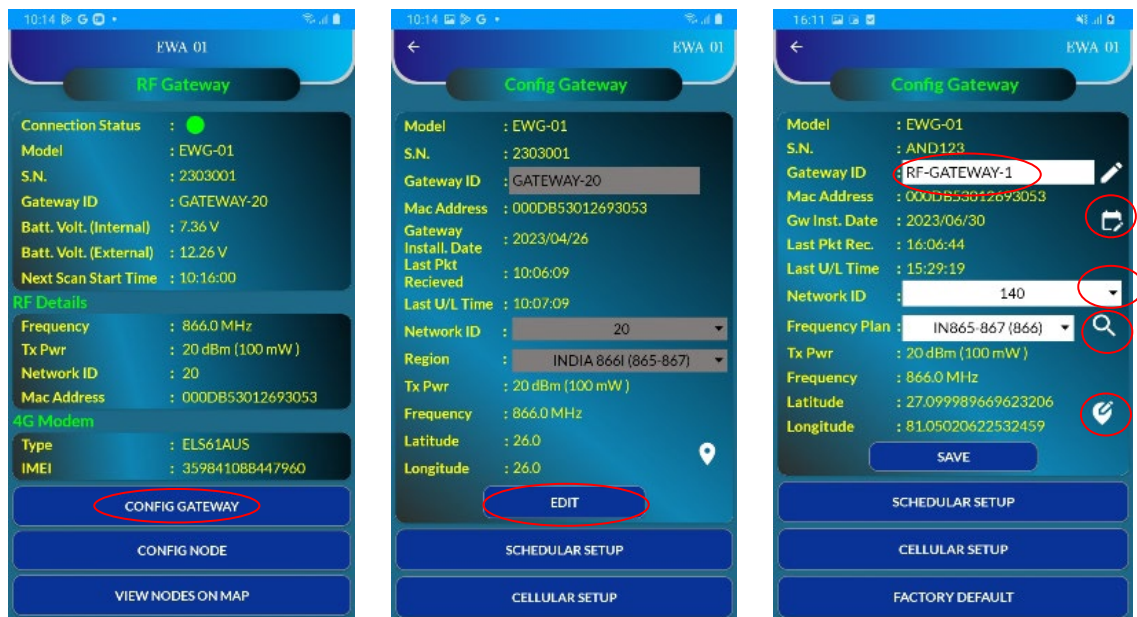 10:14 G
EWA 01
RF Gateway
Connection Status :
Model : EWG-01
S.N. : 2303001
Gateway ID : GATEWAY-20
Batt. Volt. (Internal) : 7.36 V
Batt. Volt. (External) : 12.26 V
Next Scan Start Time : 10:16:00
RF Details
Frequency : 866.0 MHz
Tx Pwr : 20 dBm (100 mW )
Network ID : 20
Mac Address : 000DB53012693053
4G Modem
Type : ELS61AUS
IMEI : 359841088447960
CONFIG GATEWAY
CONFIG NODE
VIEW NODES ON MAP
10:14 G
EWA 01
Config Gateway
Model : EWG-01
S.N. : 2303001
Gateway ID : GATEWAY-20
Mac Address : 000DB53012693053
Gateway
Install. Date : 2023/04/26
Last Pkt
Recieved : 10:06:09
Last U/L Time : 10:07:09
Network ID : 20
Region : INDIA 866I (865-867)
Tx Pwr : 20 dBm (100 mW )
Frequency : 866.0 MHz
Latitude : 26.0
Longitude : 26.0
EDIT
SCHEDULAR SETUP
CELLULAR SETUP
16:11
EWA 01
Config Gateway
Model : EWG-01
S.N. : AND123
Gateway ID : RF-GATEWAY-1
Mac Address : 000DB53012693053
Gw Inst. Date : 2023/06/30
Last Pkt Rec. : 16:06:44
Last U/L Time : 15:29:19
Network ID : 140
Frequency Plan : IN865-867 (866)
Tx Pwr : 20 dBm (100 mW )
Frequency : 866.0 MHz
Latitude : 27.099989669623206
Longitude : 81.05020622532459
SAVE
SCHEDULAR SETUP
CELLULAR SETUP
FACTORY DEFAULT